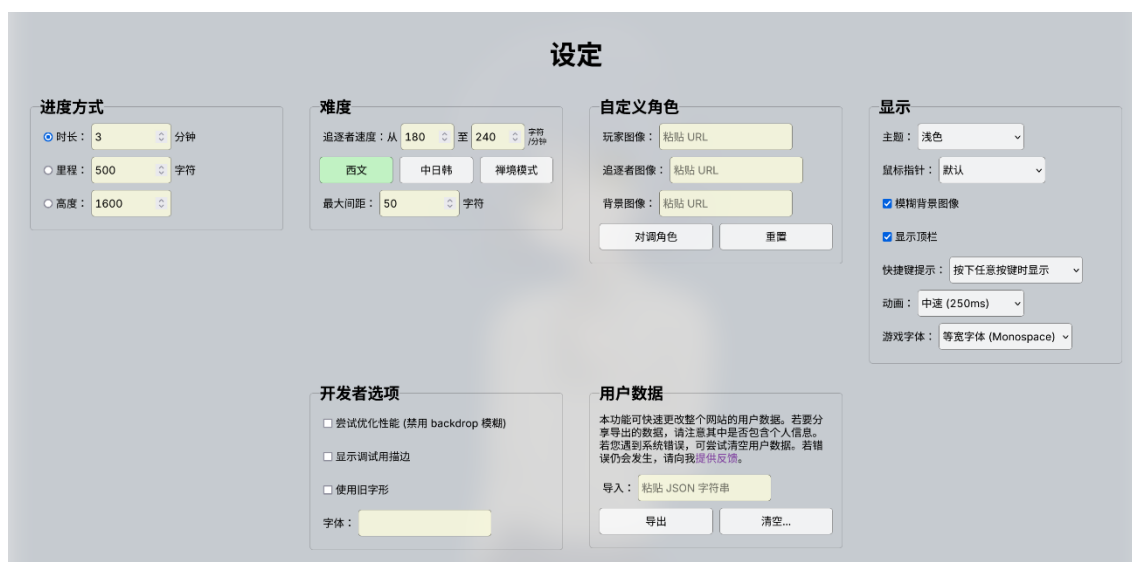 设定
进度方式
时长： 3 分钟
里程： 500 字符
高度： 1600
难度
追逐者速度：从 180 至 240 字符/分钟
西文 中日韩 禅境模式
最大间距： 50 字符
自定义角色
玩家图像： 粘贴 URL
追逐者图像： 粘贴 URL
背景图像： 粘贴 URL
对调角色 重置
显示
主题： 浅色
鼠标指针： 默认
模糊背景图像
显示顶栏
快捷键提示： 按下任意按键时显示
动画： 中速 (250ms)
游戏字体： 等宽字体 (Monospace)
开发者选项
尝试优化性能 (禁用 backdrop 模糊)
显示调试用描边
使用旧字形
字体：
用户数据
本功能可快速更改整个网站的用户数据。若要分
享导出的数据，请注意其中是否包含个人信息。
若您遇到系统错误，可尝试清空用户数据。若错
误仍会发生，请向我提供反馈。
导入： 粘贴 JSON 字符串
导出 清空...